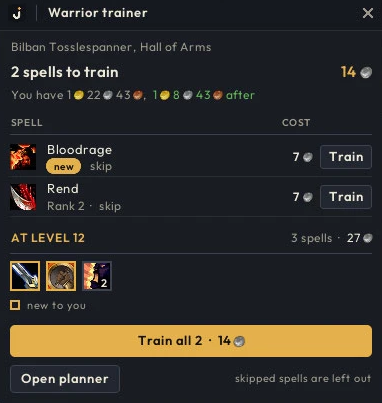 Warrior trainer
Bilban Tosslespanner, Hall of Arms
2 spells to train 14
You have 1 22 43, 1 8 43 after
SPELL COST
Bloodrage
new skip
7 Train
Rend
Rank 2 · skip
7 Train
AT LEVEL 12 3 spells · 27
2
new to you
Train all 2 · 14
Open planner skipped spells are left out